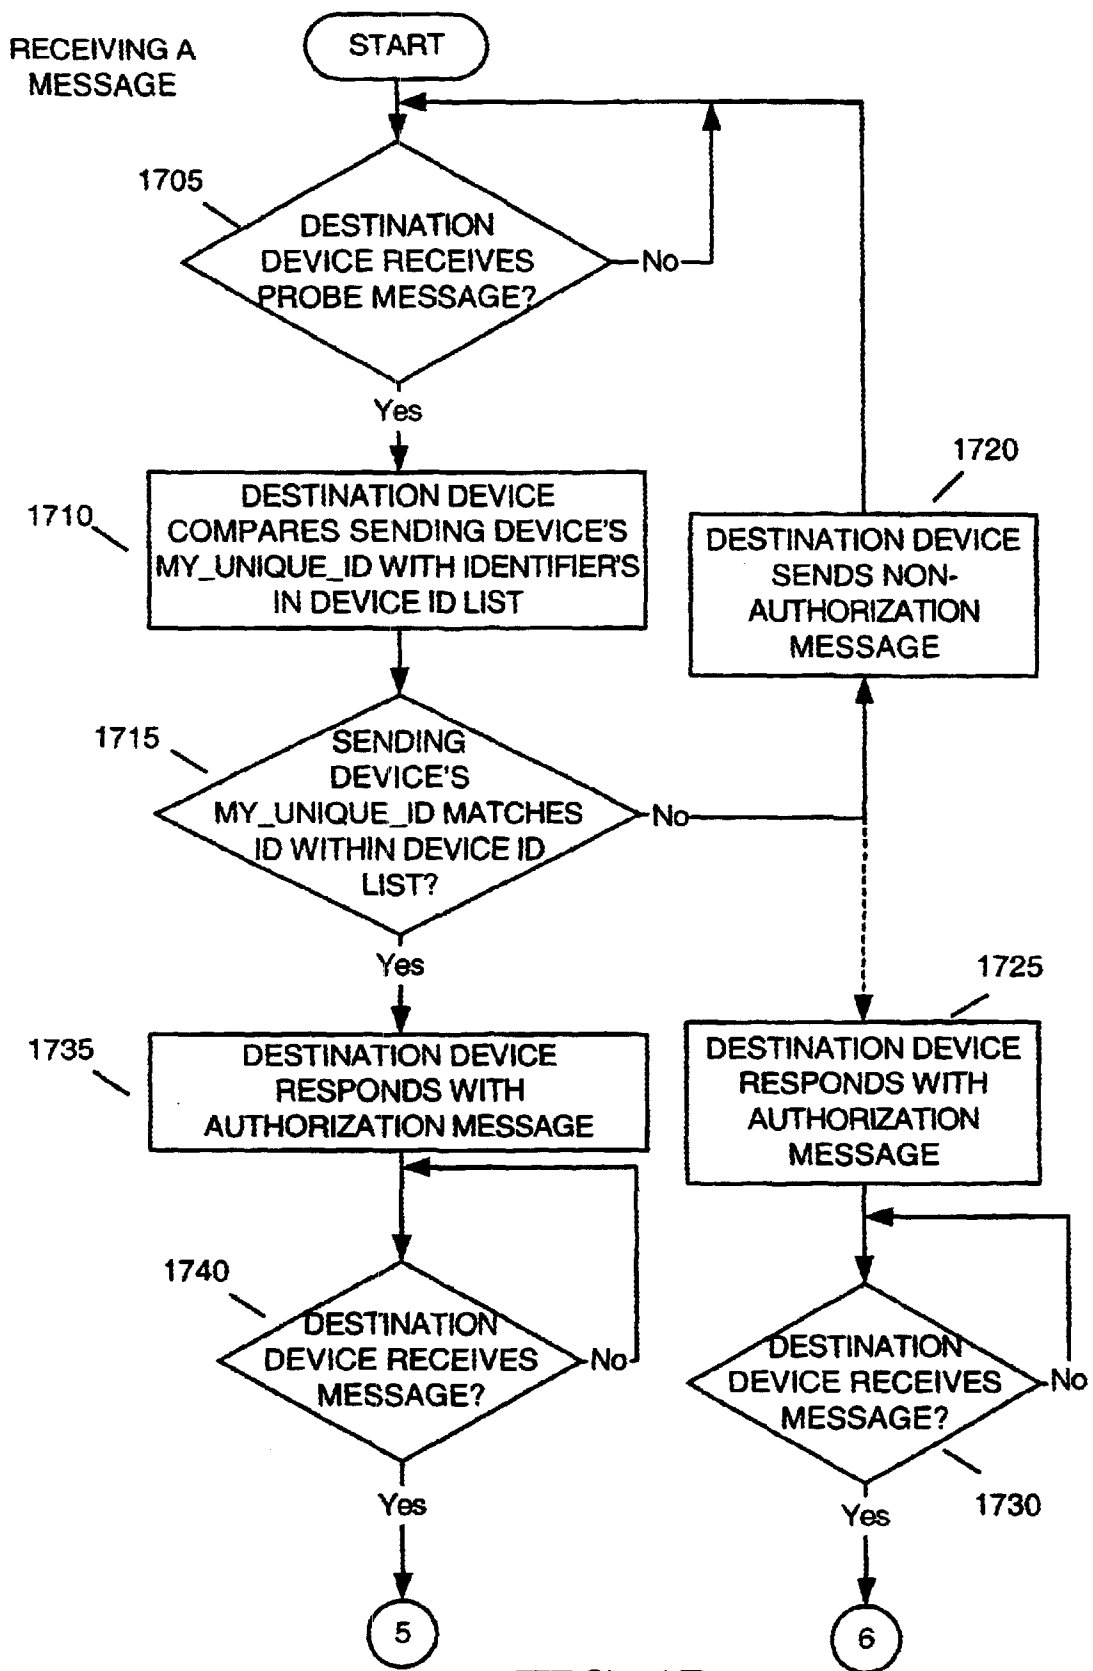 RECEIVING A
MESSAGE
START
1705
DESTINATION
DEVICE RECEIVES
PROBE MESSAGE?
No
Yes
1710
DESTINATION DEVICE
COMPARES SENDING DEVICE'S
MY_UNIQUE_ID WITH IDENTIFIER'S
IN DEVICE ID LIST
1720
DESTINATION DEVICE
SENDS NON-
AUTHORIZATION
MESSAGE
1715
SENDING
DEVICE'S
MY_UNIQUE_ID MATCHES
ID WITHIN DEVICE ID
LIST?
No
Yes
1735
DESTINATION DEVICE
RESPONDS WITH
AUTHORIZATION MESSAGE
1725
DESTINATION DEVICE
RESPONDS WITH
AUTHORIZATION
MESSAGE
1740
DESTINATION
DEVICE RECEIVES
MESSAGE?
No
Yes
5
DESTINATION
DEVICE RECEIVES
MESSAGE?
No
1730
Yes
6